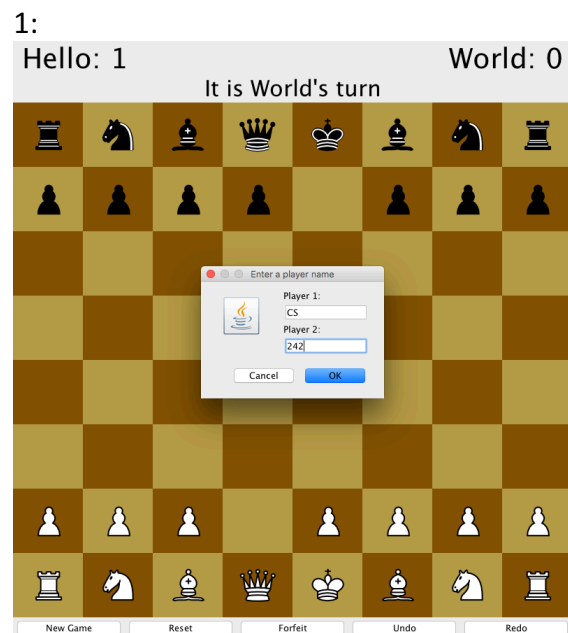 1:
Hello: 1 World: 0
It is World's turn
Enter a player name
Player 1:
CS
Player 2:
242
Cancel OK
New Game Reset Forfeit Undo Redo